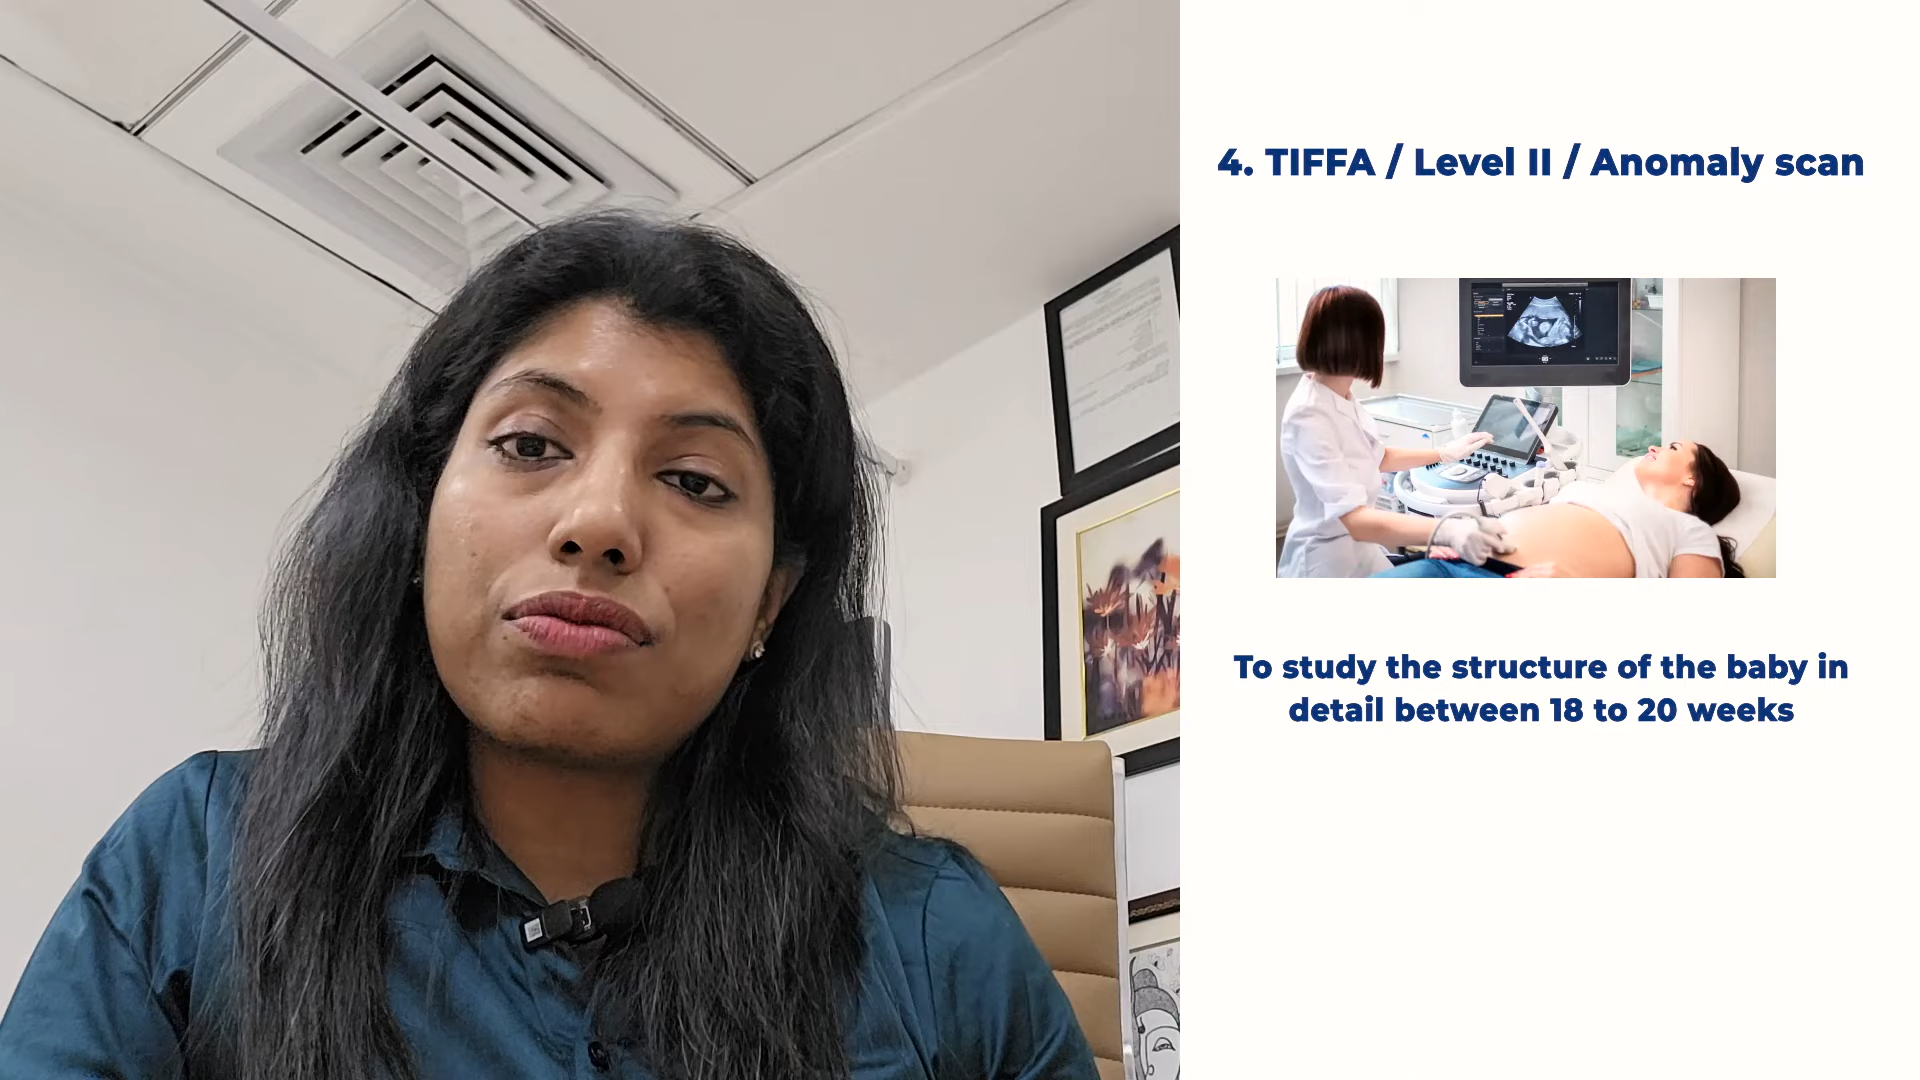 4. TIFFA / Level II / Anomaly scan
To study the structure of the baby in
detail between 18 to 20 weeks